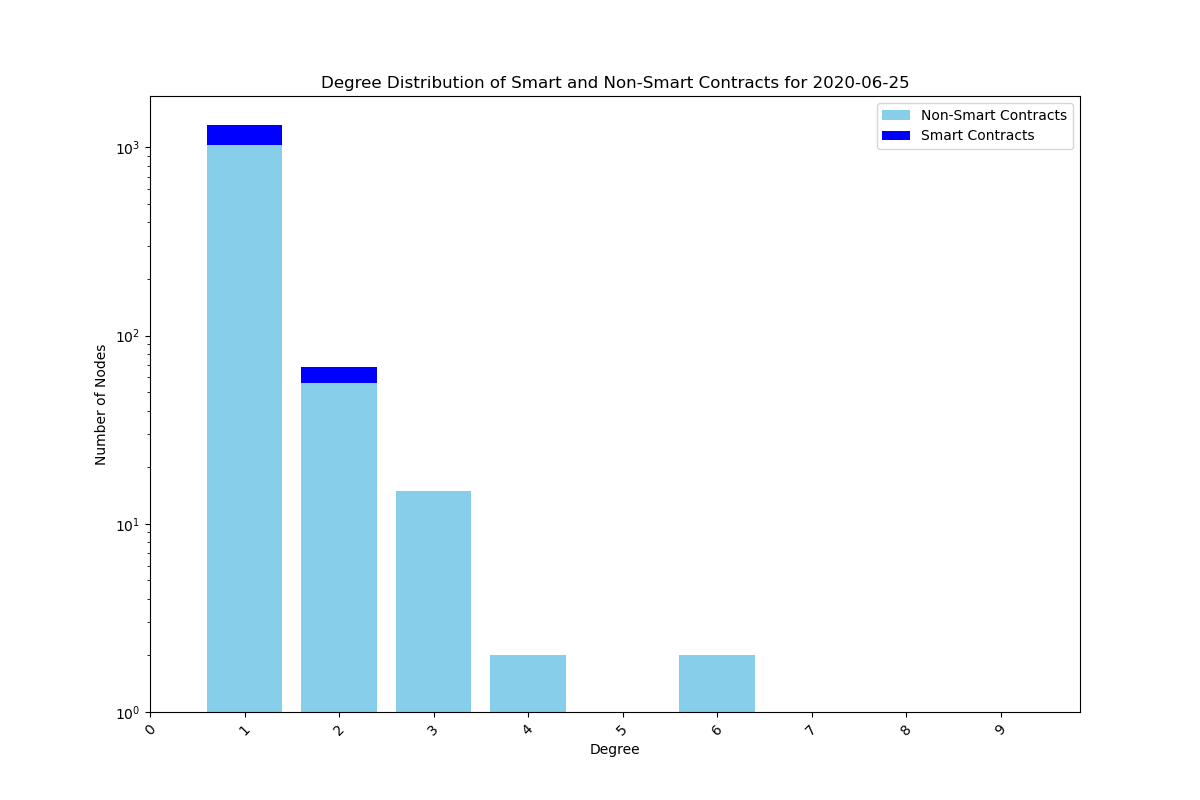 Degree Distribution of Smart and Non-Smart Contracts for 2020-06-25
Non-Smart Contracts
Smart Contracts
Number of Nodes
10³
10²
10¹
10⁰
0 1 2 3 4 5 6 7 8 9
Degree